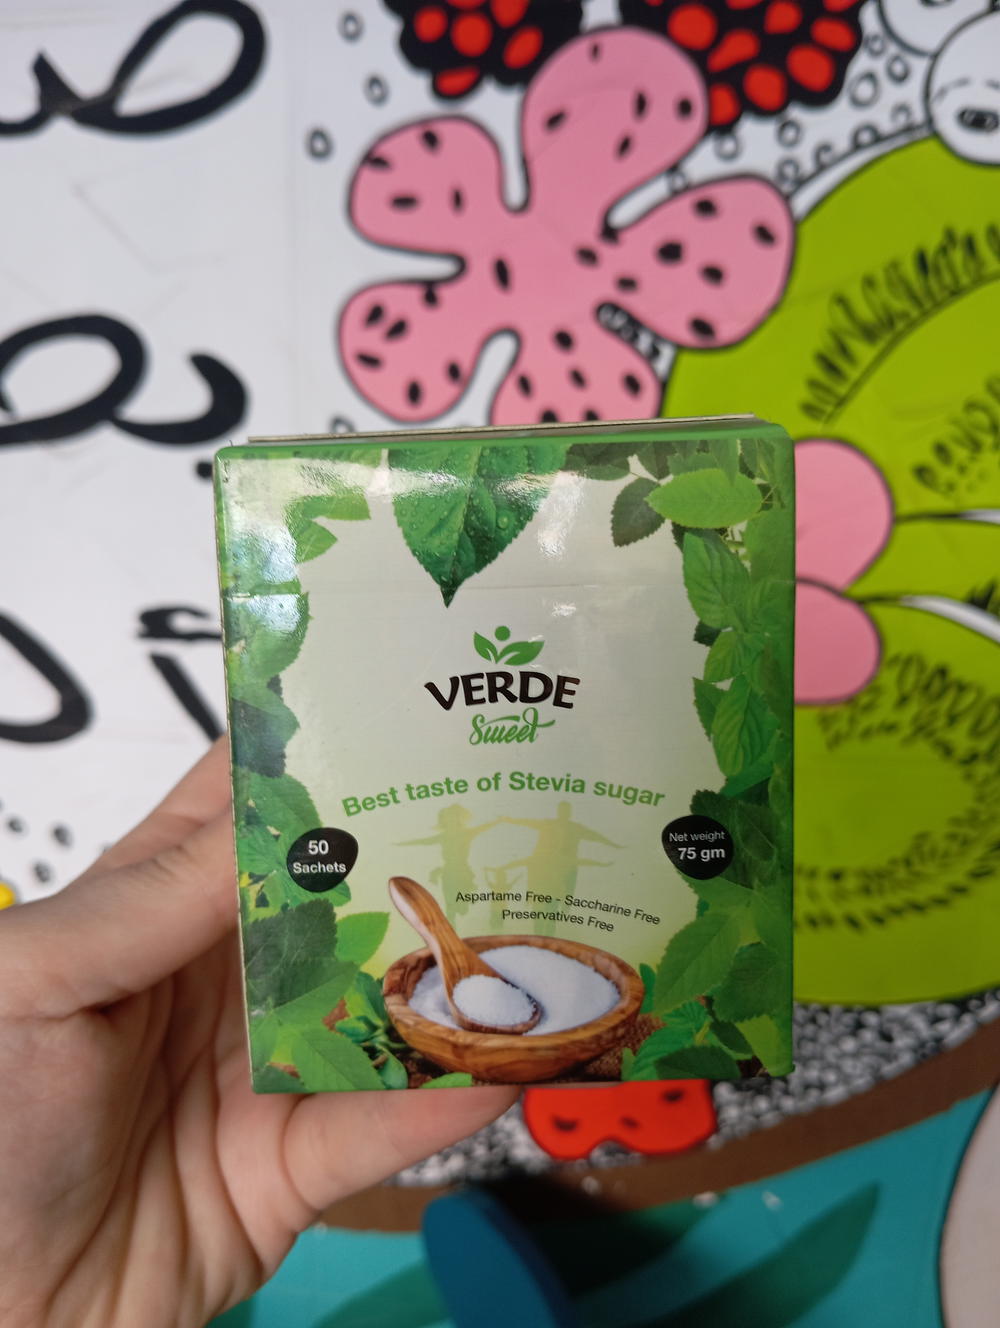 VERDE
Sweet
Best taste of Stevia sugar
50
Sachets
Net weight
75 gm
Aspartame Free - Saccharine Free
Preservatives Free